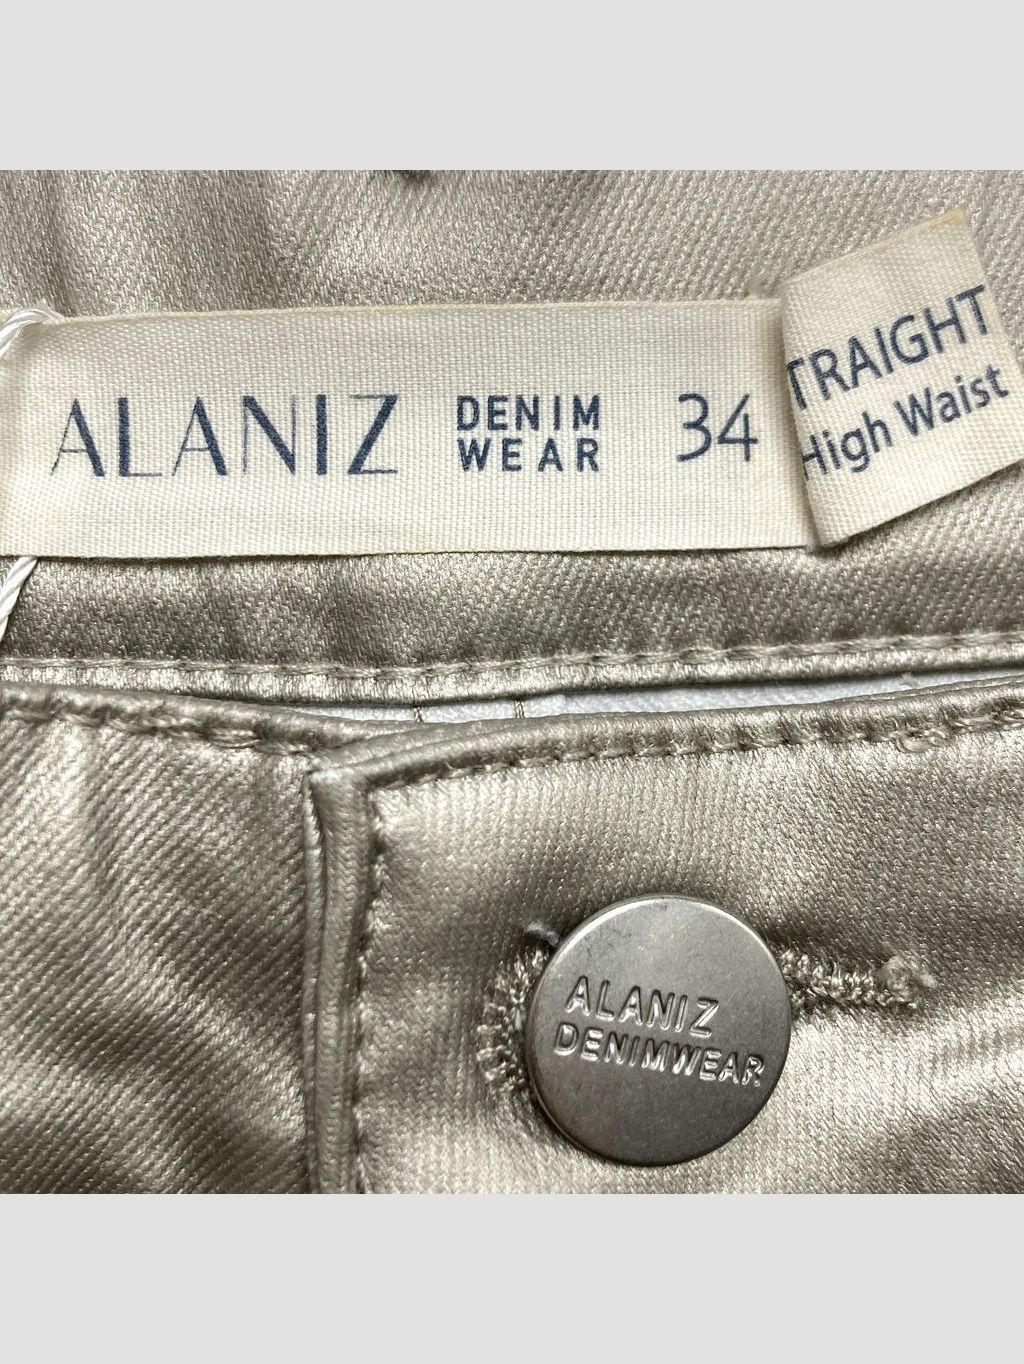 ALANIZ
DENIM
WEAR
34
TRAIGHT
High Waist
ALANIZ
DENIMWEAR